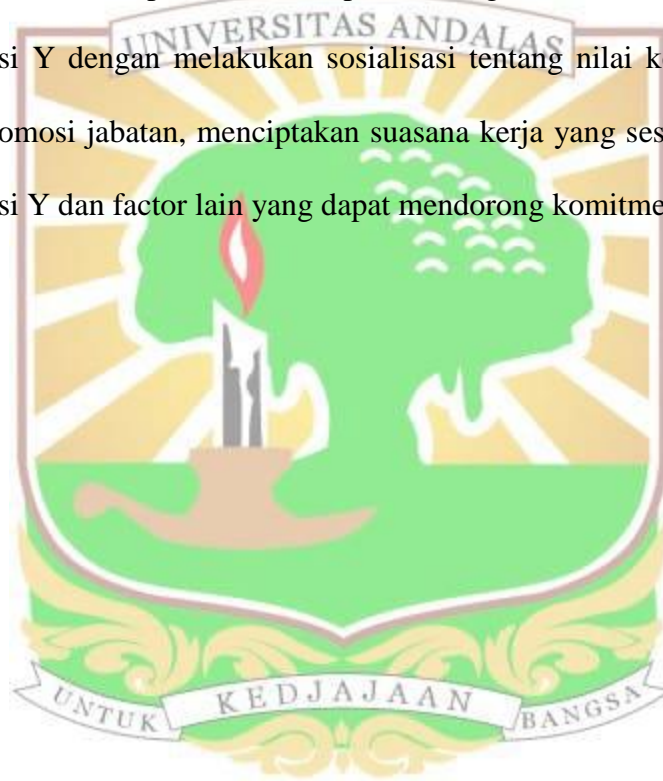 UNIVERSITAS ANDALAS
si Y dengan melakukan sosialisasi tentang nilai k
omosi jabatan, menciptakan suasana kerja yang ses
si Y dan factor lain yang dapat mendorong komitme
UNTUK KEDJAJAAN BANGSA